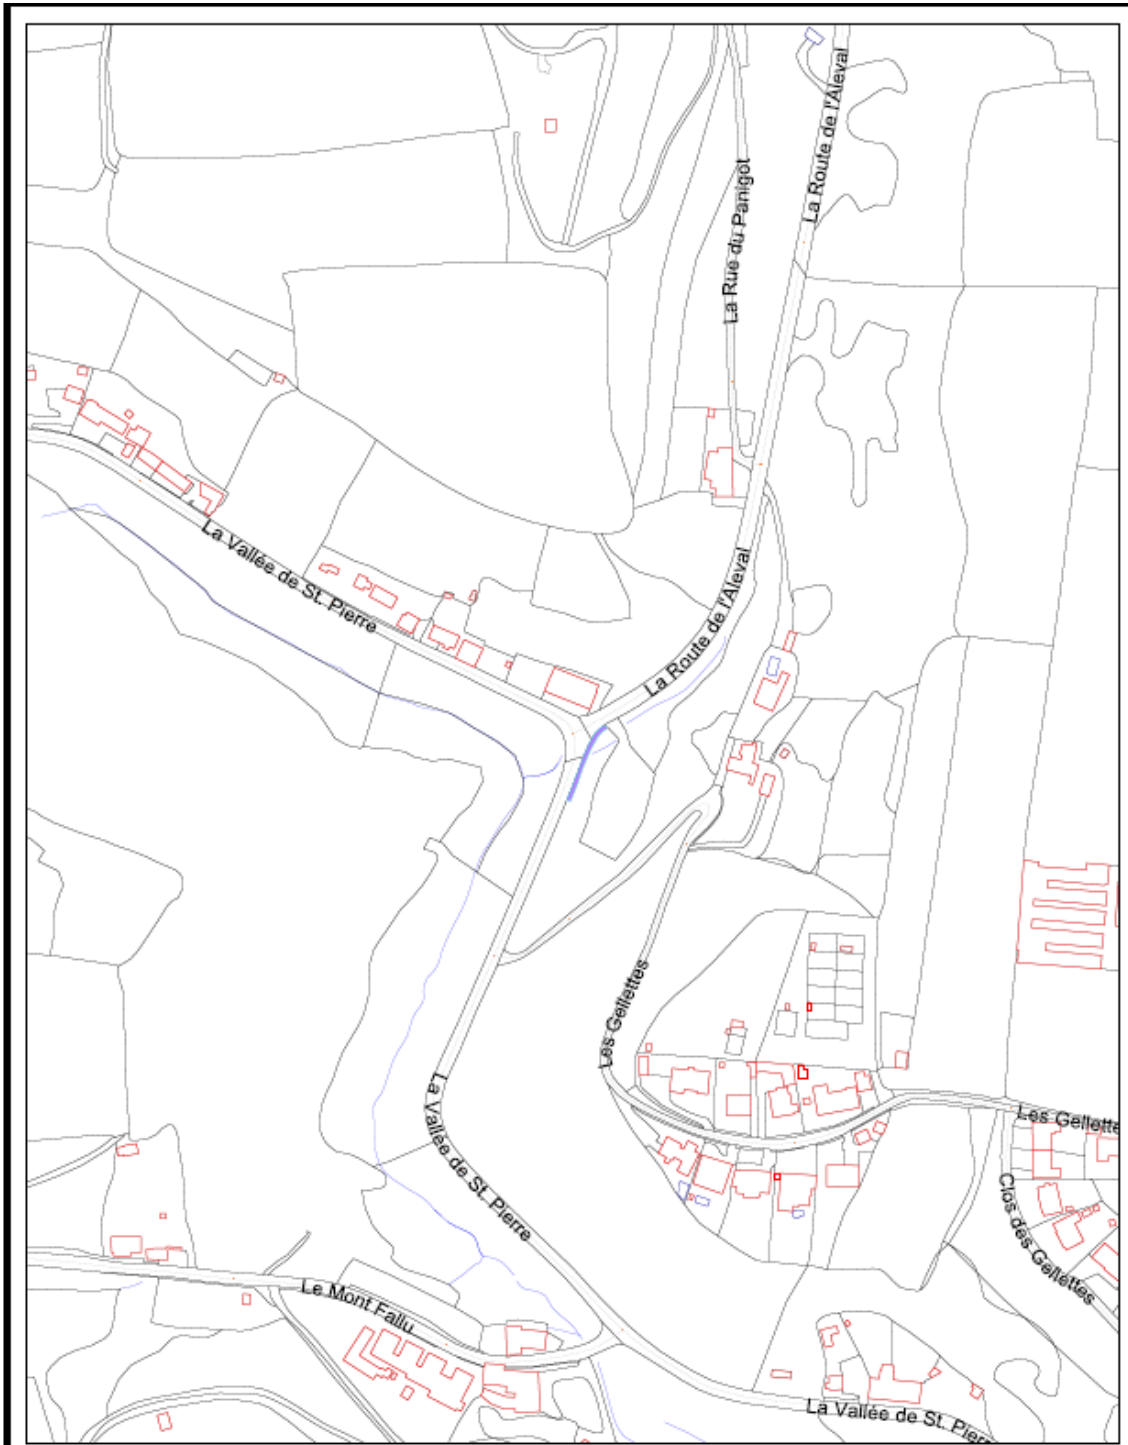 La Route de l'Aleval
La Rue du Panigot
La Vallée de St. Pierre
La Route de l'Aleval
Les Gellettes
La Vallée de St. Pierre
Les Gellette
Clos des Gellettes
Le Mont Fallu
La Vallée de St. Pierr